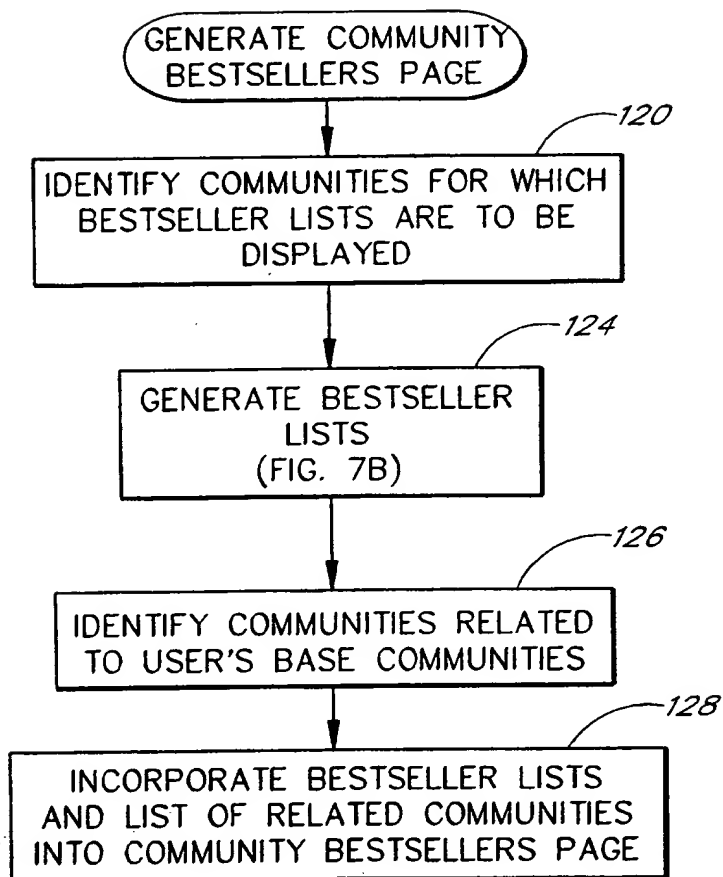 GENERATE COMMUNITY
BESTSELLERS PAGE
120
IDENTIFY COMMUNITIES FOR WHICH
BESTSELLER LISTS ARE TO BE
DISPLAYED
124
GENERATE BESTSELLER
LISTS
(FIG. 7B)
126
IDENTIFY COMMUNITIES RELATED
TO USER'S BASE COMMUNITIES
128
INCORPORATE BESTSELLER LISTS
AND LIST OF RELATED COMMUNITIES
INTO COMMUNITY BESTSELLERS PAGE